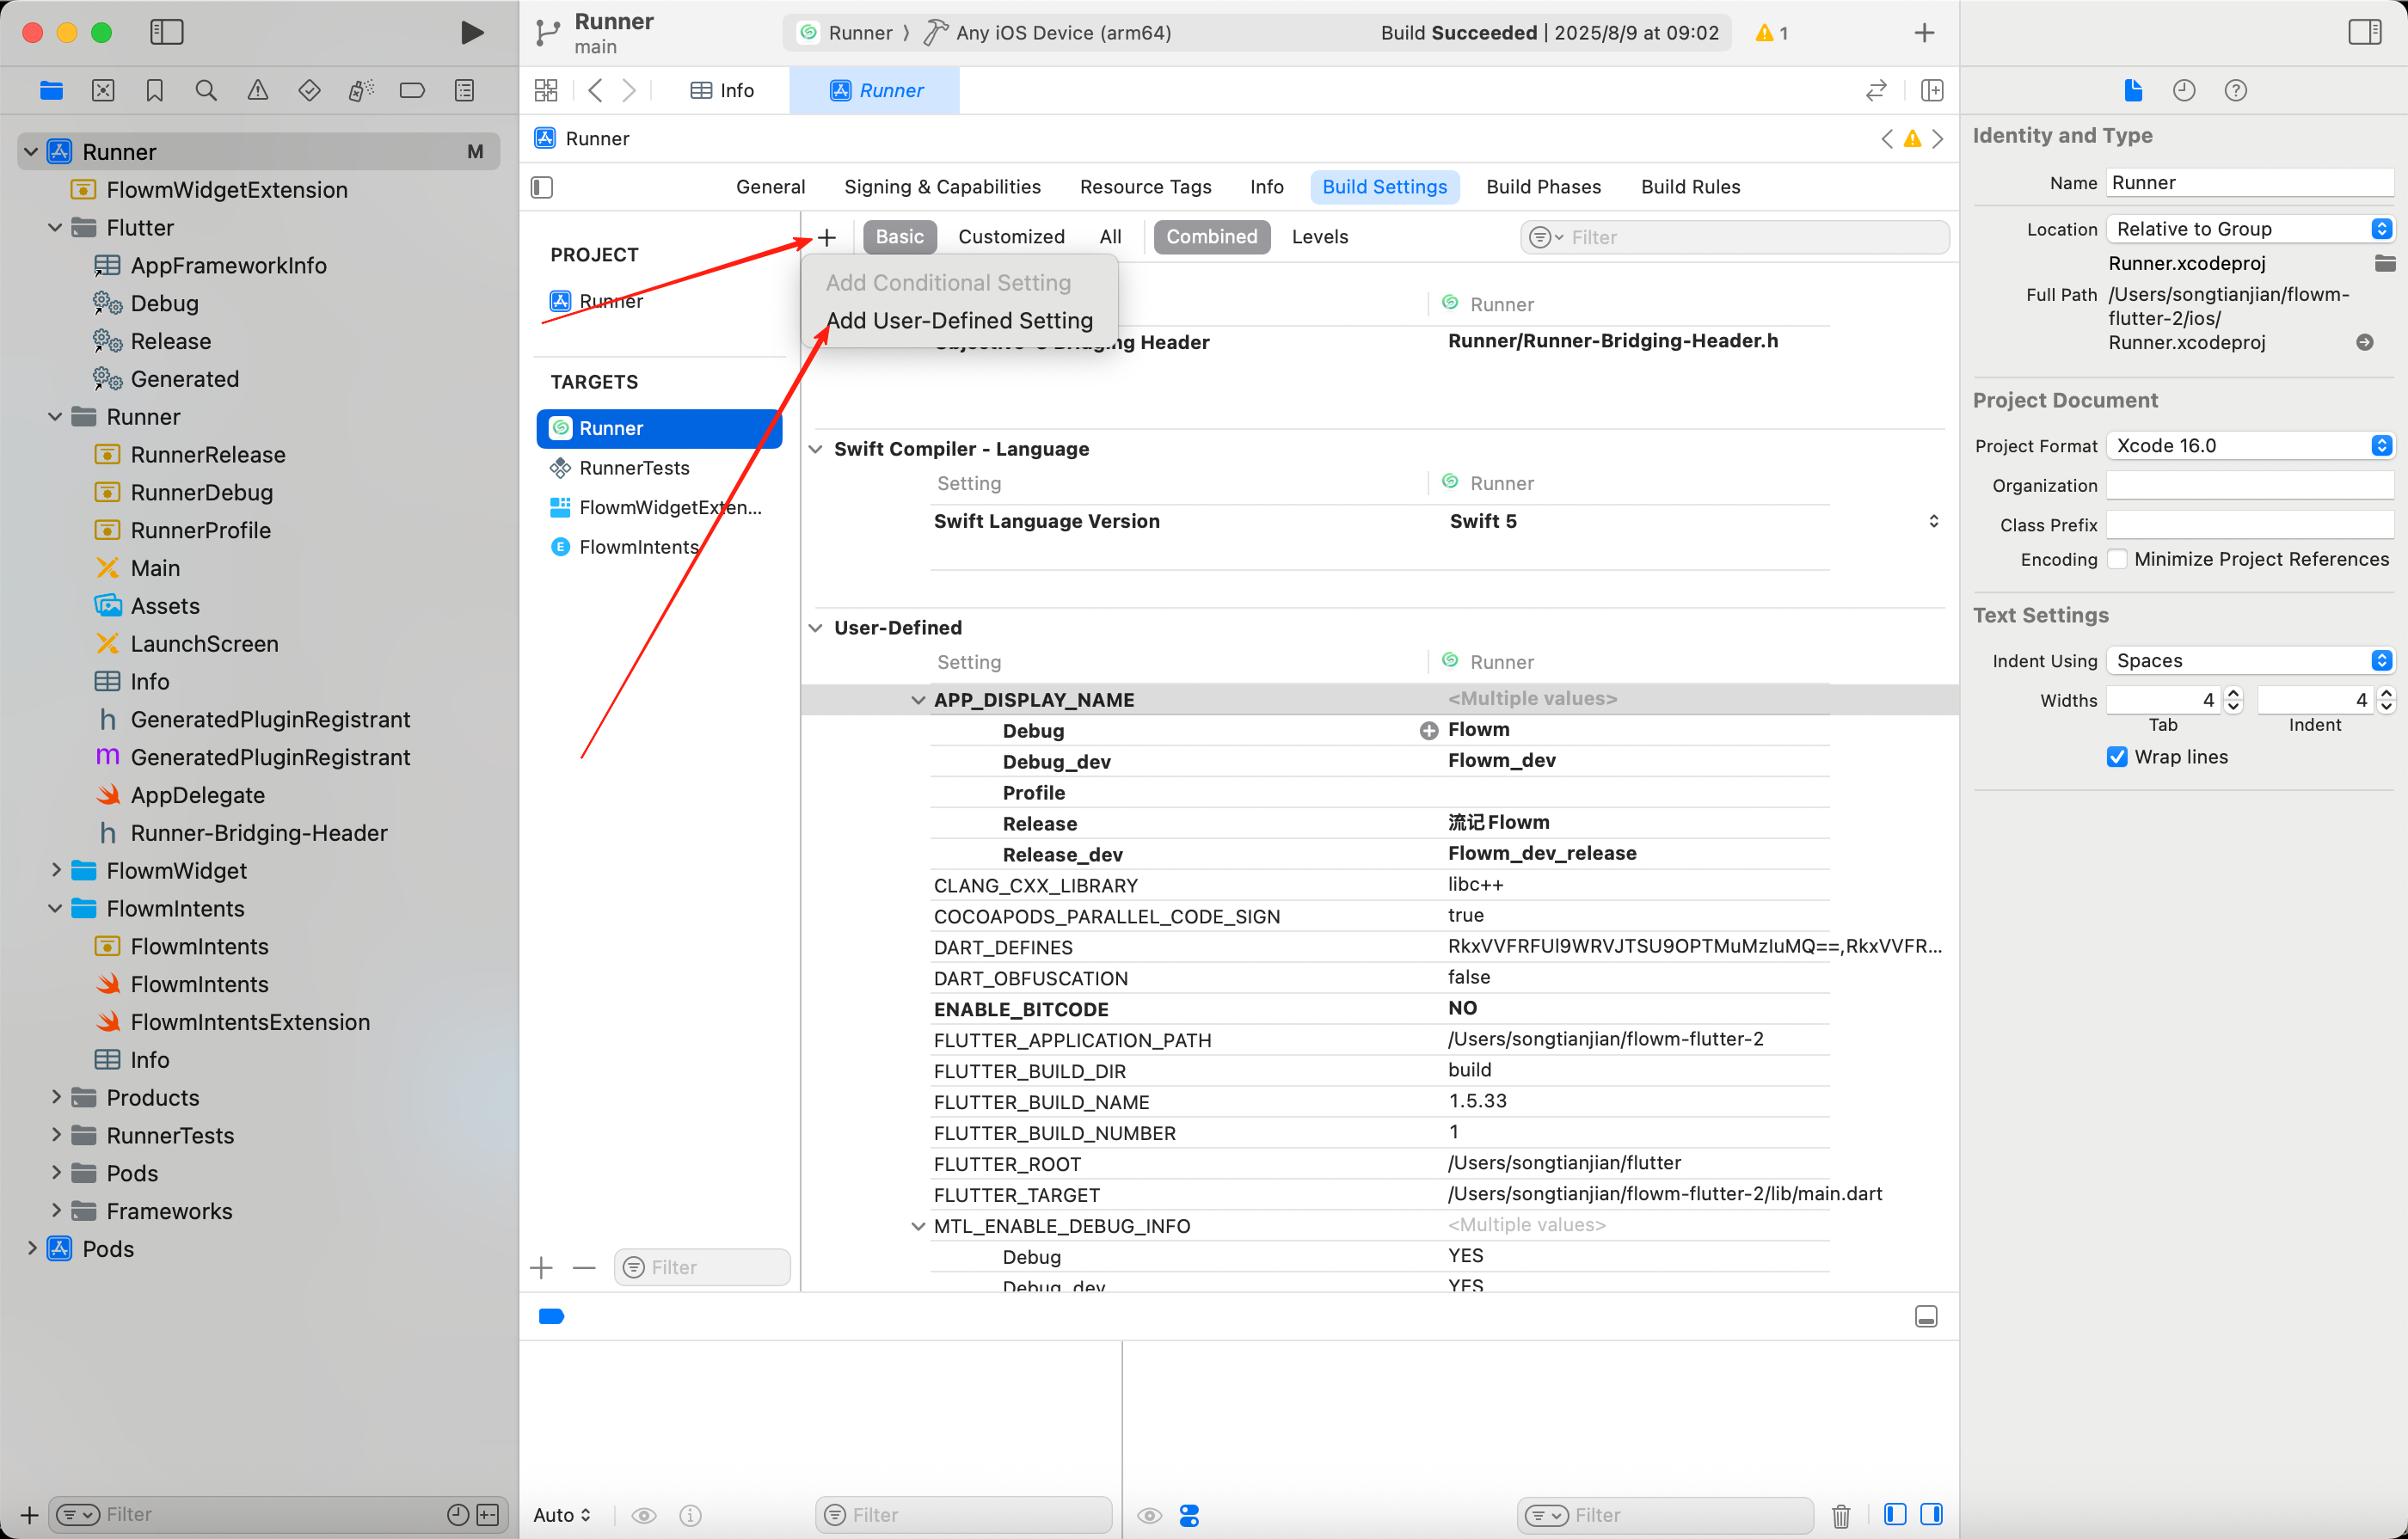 Runner
main
Runner 〉 Any iOS Device (arm64)
Build Succeeded | 2025/8/9 at 09:02
1
Info
Runner
Runner
M
FlowmWidgetExtension
Flutter
AppFrameworkInfo
Debug
Release
Generated
Runner
RunnerRelease
RunnerDebug
RunnerProfile
Main
Assets
LaunchScreen
Info
GeneratedPluginRegistrant
GeneratedPluginRegistrant
AppDelegate
Runner-Bridging-Header
FlowmWidget
FlowmIntents
FlowmIntents
FlowmIntents
FlowmIntentsExtension
Info
Products
RunnerTests
Pods
Frameworks
Pods
Filter
Runner
General
Signing & Capabilities
Resource Tags
Info
Build Settings
Build Phases
Build Rules
PROJECT
Runner
TARGETS
Runner
RunnerTests
FlowmWidgetExten...
E FlowmIntents
Filter
Basic
Customized
All
Combined
Levels
Filter
Add Conditional Setting
Add User-Defined Setting
Runner
Header
Runner/Runner-Bridging-Header.h
Swift Compiler - Language
Setting
Runner
Swift Language Version
Swift 5
User-Defined
Setting
Runner
APP_DISPLAY_NAME <Multiple values>
Debug Flowm
Debug_dev Flowm_dev
Profile
Release 流记Flowm
Release_dev Flowm_dev_release
CLANG_CXX_LIBRARY libc++
COCOAPODS_PARALLEL_CODE_SIGN true
DART_DEFINES RkxVVFRFUl9WRVJTSU9OPTMuMzIuMQ==,RkxVVFR...
DART_OBFUSCATION false
ENABLE_BITCODE NO
FLUTTER_APPLICATION_PATH /Users/songtianjian/flowm-flutter-2
FLUTTER_BUILD_DIR build
FLUTTER_BUILD_NAME 1.5.33
FLUTTER_BUILD_NUMBER 1
FLUTTER_ROOT /Users/songtianjian/flutter
FLUTTER_TARGET /Users/songtianjian/flowm-flutter-2/lib/main.dart
MTL_ENABLE_DEBUG_INFO <Multiple values>
Debug YES
Debug_dev YES
Auto
Filter
Filter
Identity and Type
Name Runner
Location Relative to Group
Runner.xcodeproj
Full Path /Users/songtianjian/flowm-
flutter-2/ios/
Runner.xcodeproj
Project Document
Project Format Xcode 16.0
Organization
Class Prefix
Encoding Minimize Project References
Text Settings
Indent Using Spaces
Widths 4 4
Tab Indent
Wrap lines